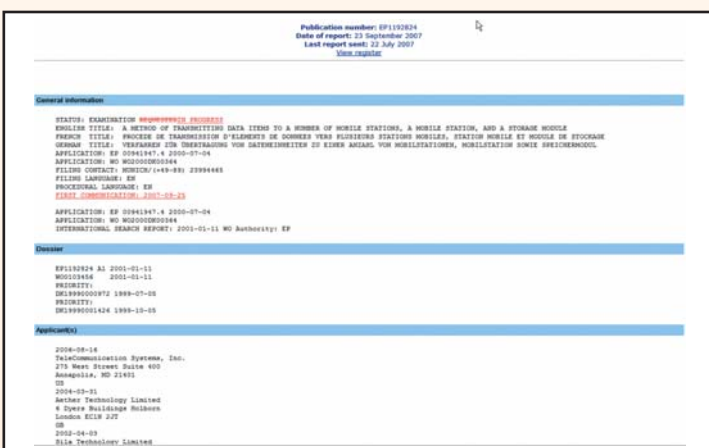 Publication number: EP1192824
Date of report: 23 September 2007
Last report sent: 22 July 2007
View register
General information
STATUS: EXAMINATION REQUESTED IN PROGRESS
ENGLISH TITLE: A METHOD OF TRANSMITTING DATA ITEMS TO A NUMBER OF MOBILE STATIONS, A MOBILE STATION, AND A STORAGE MODULE
FRENCH TITLE: PROCEDE DE TRANSMISSION D'ELEMENTS DE DONNEES VERS PLUSIEURS STATIONS MOBILES, STATION MOBILE ET MODULE DE STOCKAGE
GERMAN TITLE: VERFAHREN ZÜR ÜBERTRAGUNG VON DATENEINHEITEN ZU EINER ANZAHL VON MOBILSTATIONEN, MOBILSTATION SOWIE SPEICHERMODUL
APPLICATION: EP 00941947.4 2000-07-04
APPLICATION: WO WO2000DK00364
FILING CONTACT: MUNICH/(+49-89) 23994465
FILING LANGUAGE: EN
PROCEDURAL LANGUAGE: EN
FIRST COMMUNICATION: 2007-09-25
APPLICATION: EP 00941947.4 2000-07-04
APPLICATION: WO WO2000DK00364
INTERNATIONAL SEARCH REPORT: 2001-01-11 WO Authority: EP
Dossier
EP1192824 A1 2001-01-11
WO0103456 2001-01-11
PRIORITY:
DK19990000972 1999-07-05
PRIORITY:
DK19990001426 1999-10-05
Applicant(s)
2006-08-16
TeleCommunication Systems, Inc.
275 West Street Suite 400
Annapolis, MD 21401
US
2004-03-31
Aether Technology Limited
4 Dyers Buildings Holborn
London EC1N 2JT
GB
2002-04-03
Sila Technology Limited